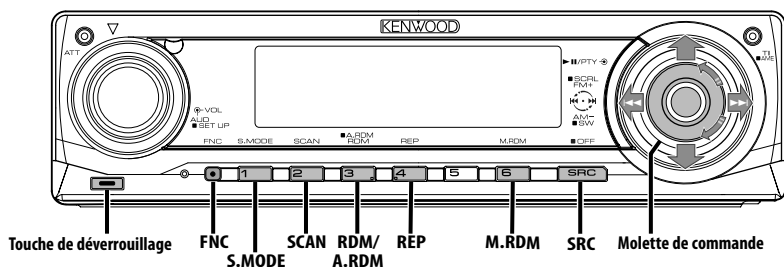 KENWOOD
ATT
TI
■AME
►II/PTY
■SCRL
FM+
AM−
■SW
VOL
AUD
■SET UP
FNC S.MODE SCAN ■A.RDM RDM REP M.RDM ■OFF
1 2 3 4 5 6 SRC
Touche de déverrouillage
FNC
S.MODE
SCAN
RDM/
A.RDM
REP
M.RDM
SRC
Molette de commande